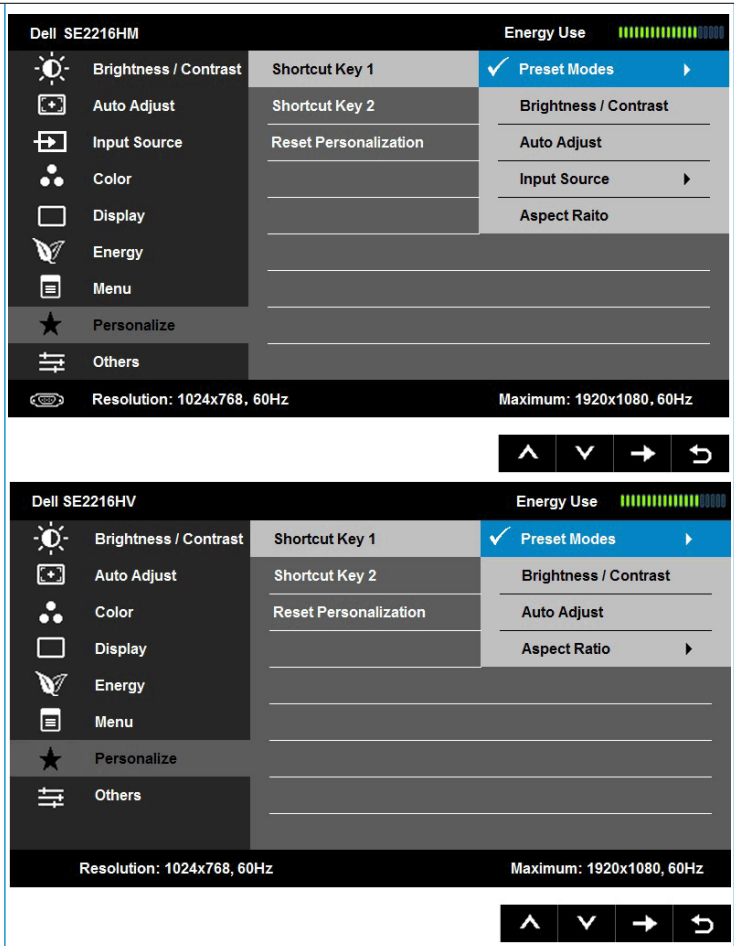 Dell SE2216HM Energy Use
Brightness / Contrast Shortcut Key 1 Preset Modes
Auto Adjust Shortcut Key 2 Brightness / Contrast
Input Source Reset Personalization Auto Adjust
Color Input Source
Display Aspect Raito
Energy
Menu
Personalize
Others
Resolution: 1024x768, 60Hz Maximum: 1920x1080, 60Hz
Dell SE2216HV Energy Use
Brightness / Contrast Shortcut Key 1 Preset Modes
Auto Adjust Shortcut Key 2 Brightness / Contrast
Color Reset Personalization Auto Adjust
Display Aspect Ratio
Energy
Menu
Personalize
Others
Resolution: 1024x768, 60Hz Maximum: 1920x1080, 60Hz